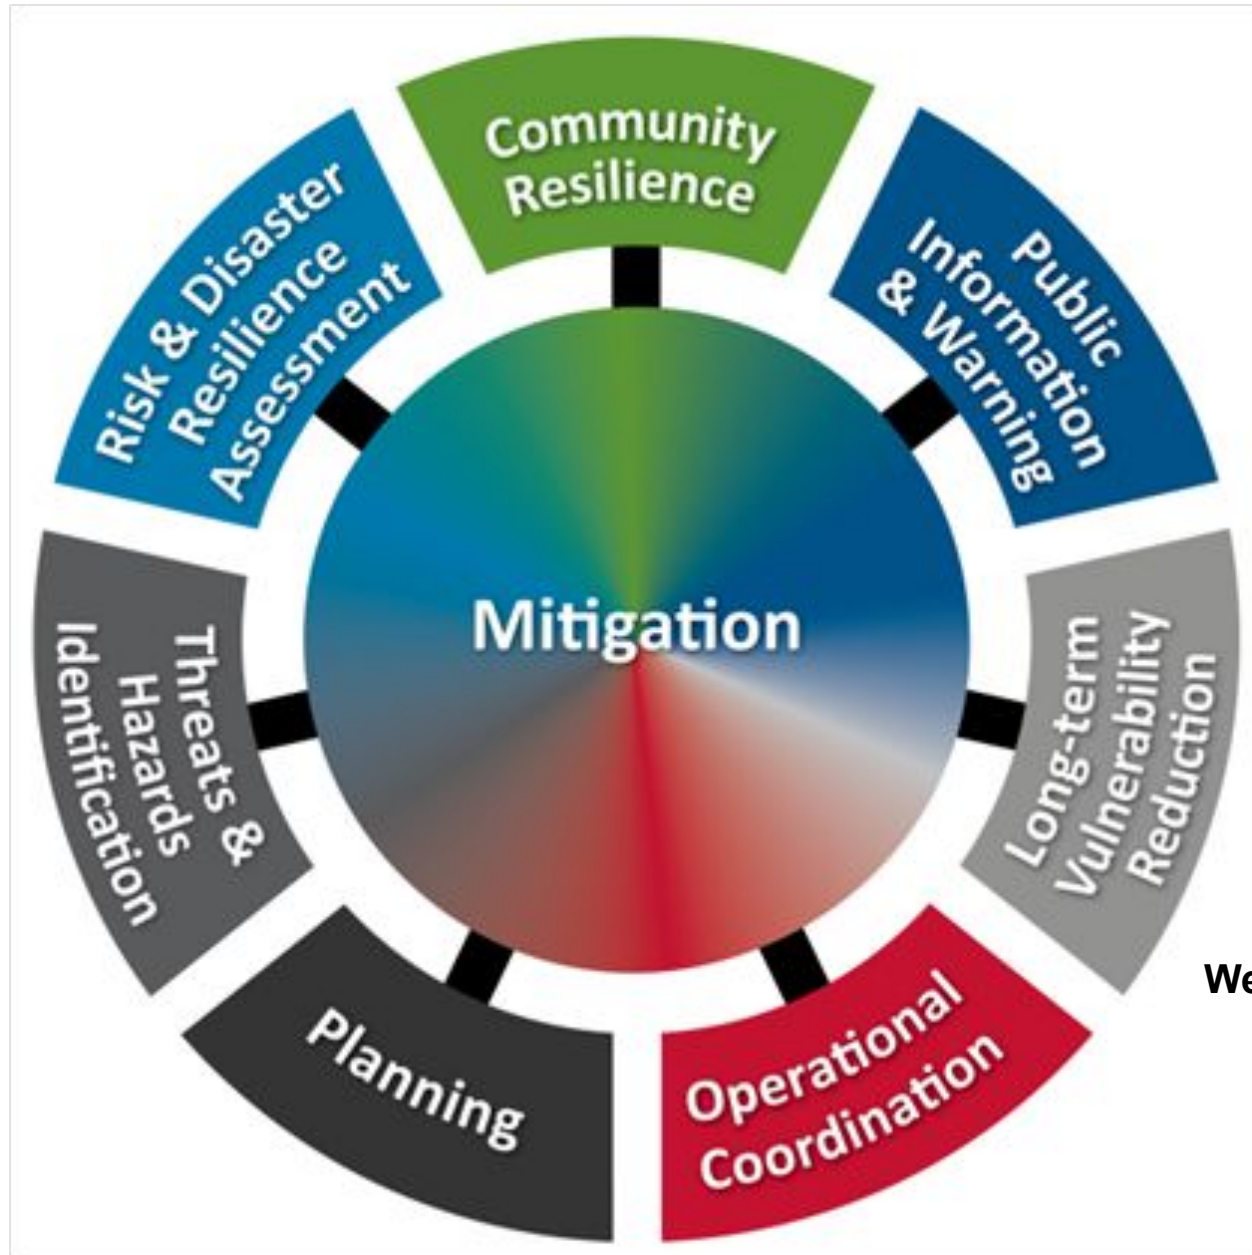 Community
Resilience
Public
Information
& Warning
Long-term
Vulnerability
Reduction
Operational
Coordination
Planning
Threats &
Hazards
Identification
Risk & Disaster
Resilience
Assessment
Mitigation
We